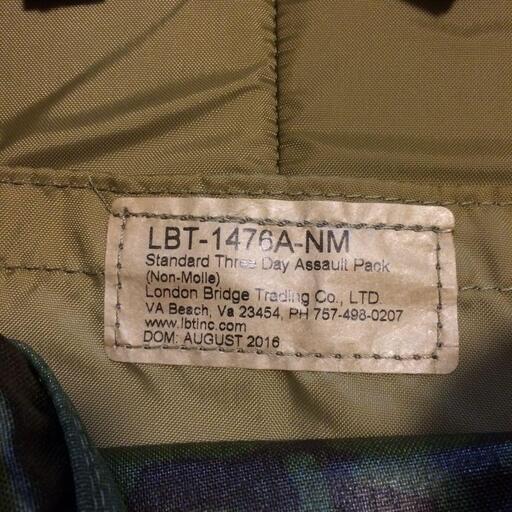 LBT-1476A-NM
Standard Three Day Assault Pack
(Non-Molle)
London Bridge Trading Co., LTD.
VA Beach, Va 23454, PH 757-498-0207
www.lbtinc.com
DOM: AUGUST 2016